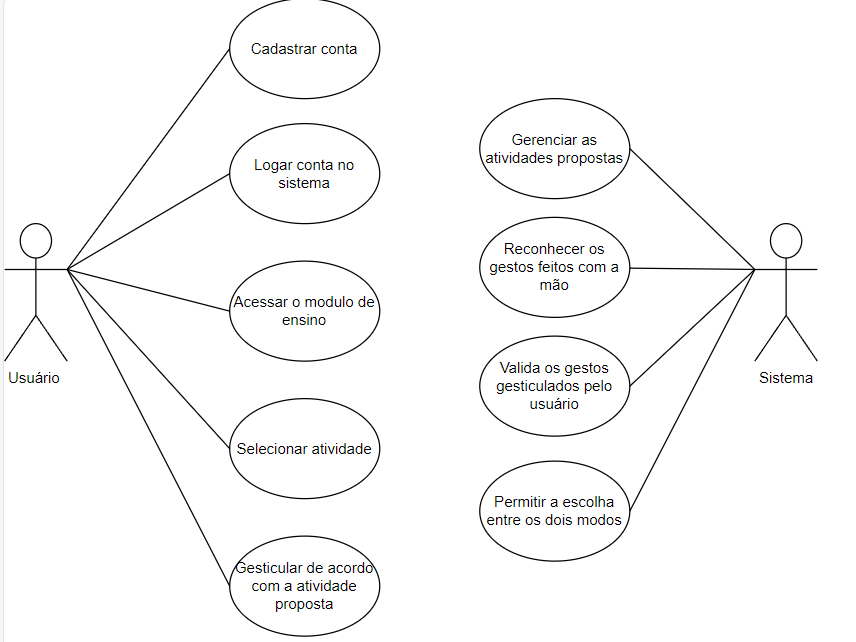 Cadastrar conta
Logar conta no
sistema
Acessar o modulo de
ensino
Selecionar atividade
Gesticular de acordo
com a atividade
proposta
Usuário
Gerenciar as
atividades propostas
Reconhecer os
gestos feitos com a
mão
Valida os gestos
gesticulados pelo
usuário
Permitir a escolha
entre os dois modos
Sistema